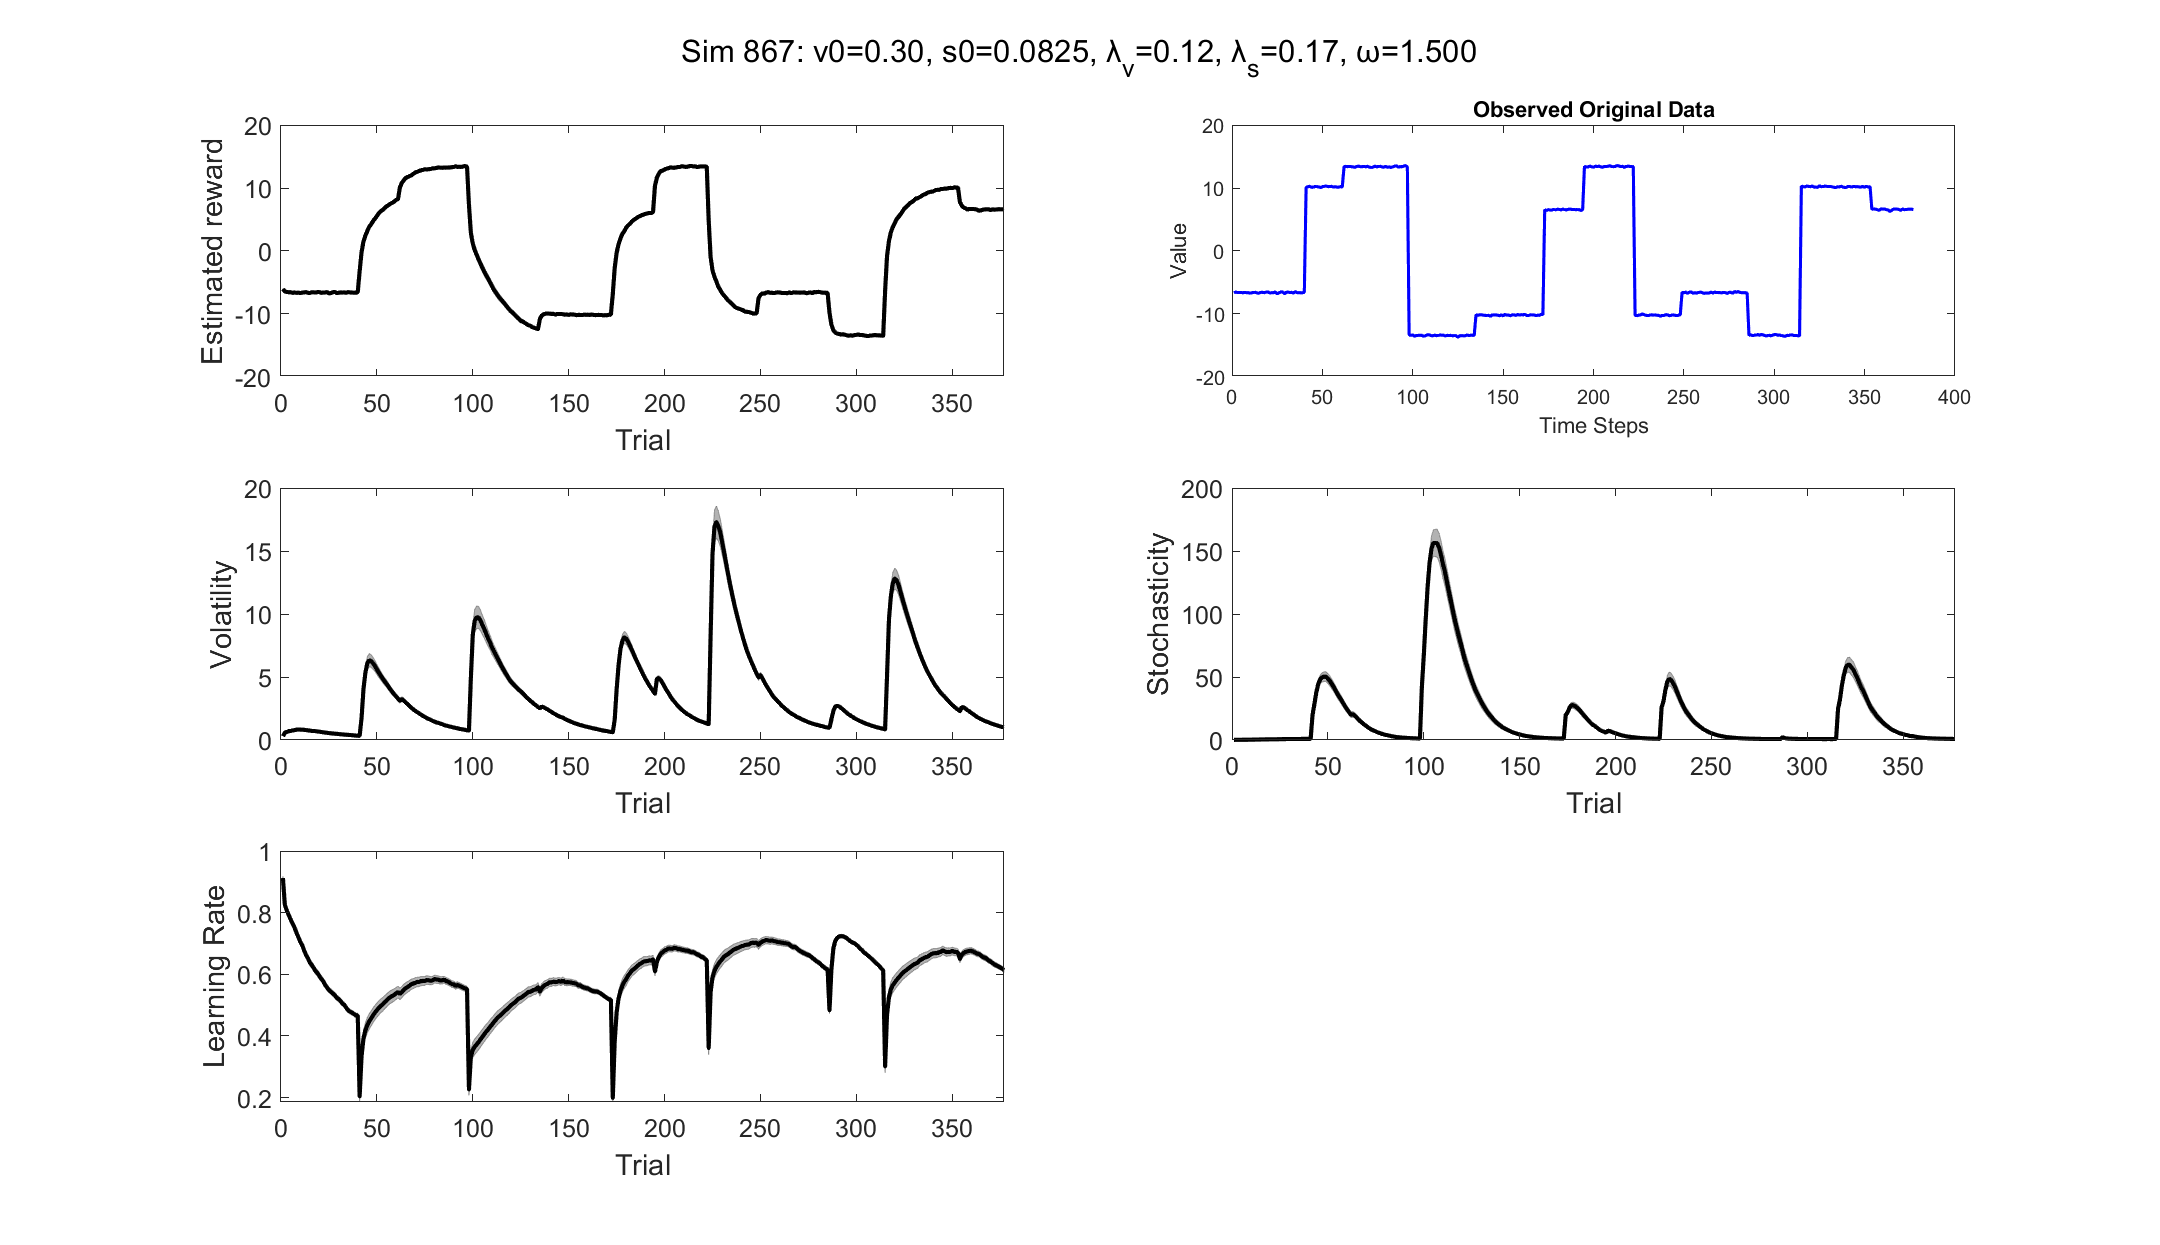 Sim 867: v0=0.30, s0=0.0825, λv=0.12, λs=0.17, ω=1.500
Estimated reward
20
10
0
-10
-20
0 50 100 150 200 250 300 350
Trial
Observed Original Data
Value
20
10
0
-10
-20
0 50 100 150 200 250 300 350 400
Time Steps
Volatility
20
15
10
5
0
0 50 100 150 200 250 300 350
Trial
Stochasticity
200
150
100
50
0
0 50 100 150 200 250 300 350
Trial
Learning Rate
1
0.8
0.6
0.4
0.2
0 50 100 150 200 250 300 350
Trial